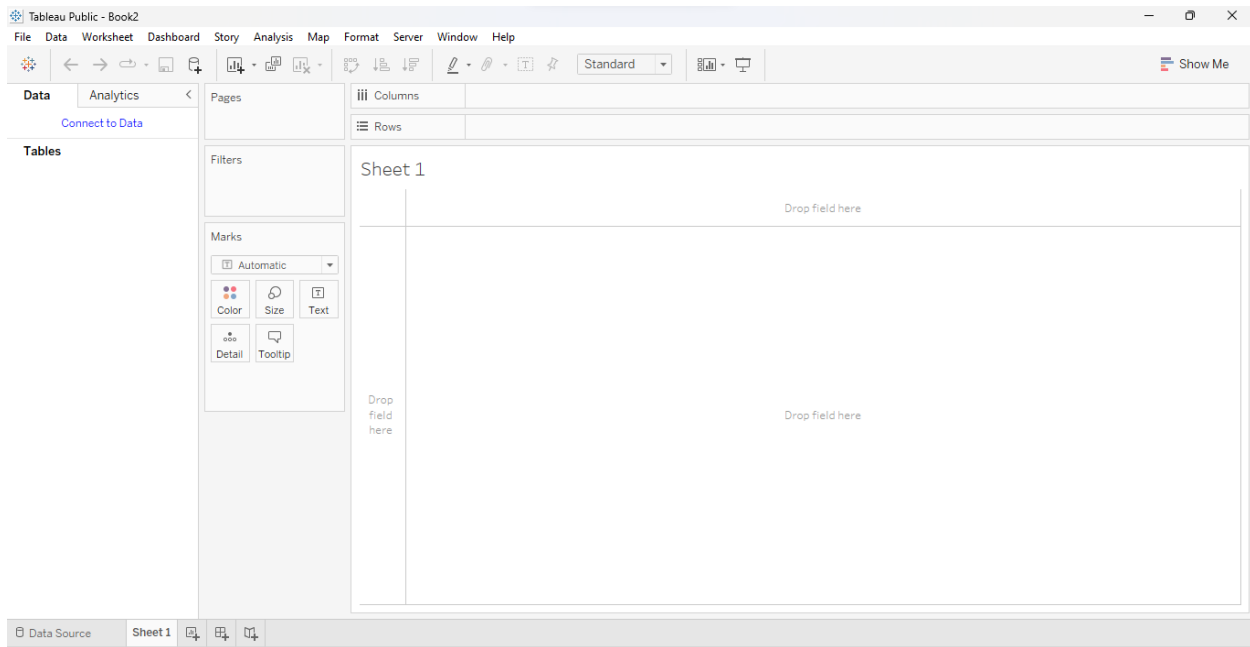 Tableau Public - Book2
File Data Worksheet Dashboard Story Analysis Map Format Server Window Help
Standard
Show Me
Data Analytics
Connect to Data
Tables
Pages
Filters
Marks
Automatic
Color Size Text
Detail Tooltip
Columns
Rows
Sheet 1
Drop field here
Drop
field
here
Drop field here
Data Source Sheet 1